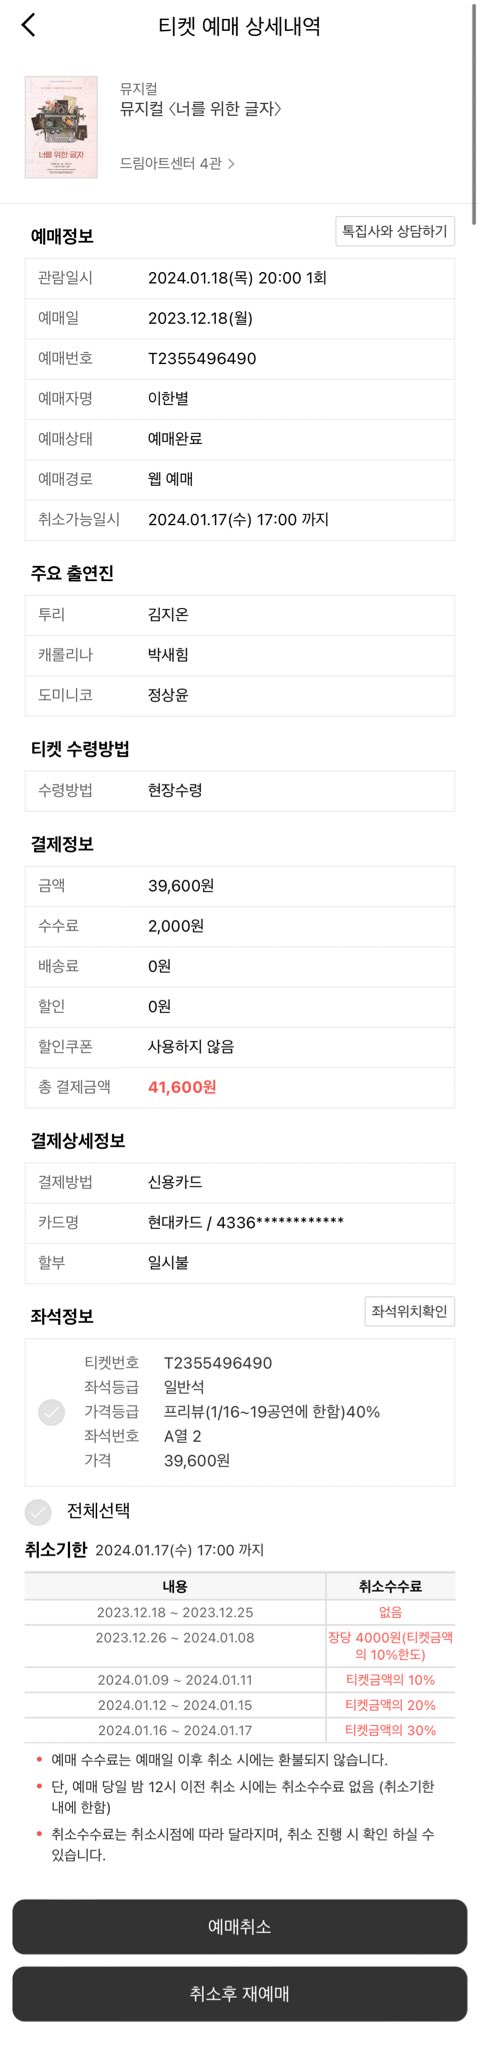 티켓 예매 상세내역
너를 위한 글자
뮤지컬
뮤지컬 〈너를 위한 글자〉
드림아트센터 4관 >
예매정보 톡집사와 상담하기
관람일시 2024.01.18(목) 20:00 1회
예매일 2023.12.18(월)
예매번호 T2355496490
예매자명 이한별
예매상태 예매완료
예매경로 웹 예매
취소가능일시 2024.01.17(수) 17:00 까지
주요 출연진
투리 김지온
캐롤리나 박새힘
도미니코 정상윤
티켓 수령방법
수령방법 현장수령
결제정보
금액 39,600원
수수료 2,000원
배송료 0원
할인 0원
할인쿠폰 사용하지 않음
총 결제금액 41,600원
결제상세정보
결제방법 신용카드
카드명 현대카드 / 4336************
할부 일시불
좌석정보 좌석위치확인
티켓번호 T2355496490
좌석등급 일반석
가격등급 프리뷰(1/16~19공연에 한함)40%
좌석번호 A열 2
가격 39,600원
전체선택
취소기한 2024.01.17(수) 17:00 까지
내용 취소수수료
2023.12.18 ~ 2023.12.25 없음
2023.12.26 ~ 2024.01.08 장당 4000원(티켓금액
의 10%한도)
2024.01.09 ~ 2024.01.11 티켓금액의 10%
2024.01.12 ~ 2024.01.15 티켓금액의 20%
2024.01.16 ~ 2024.01.17 티켓금액의 30%
• 예매 수수료는 예매일 이후 취소 시에는 환불되지 않습니다.
• 단, 예매 당일 밤 12시 이전 취소 시에는 취소수수료 없음 (취소기한
내에 한함)
• 취소수수료는 취소시점에 따라 달라지며, 취소 진행 시 확인 하실 수
있습니다.
예매취소
취소후 재예매